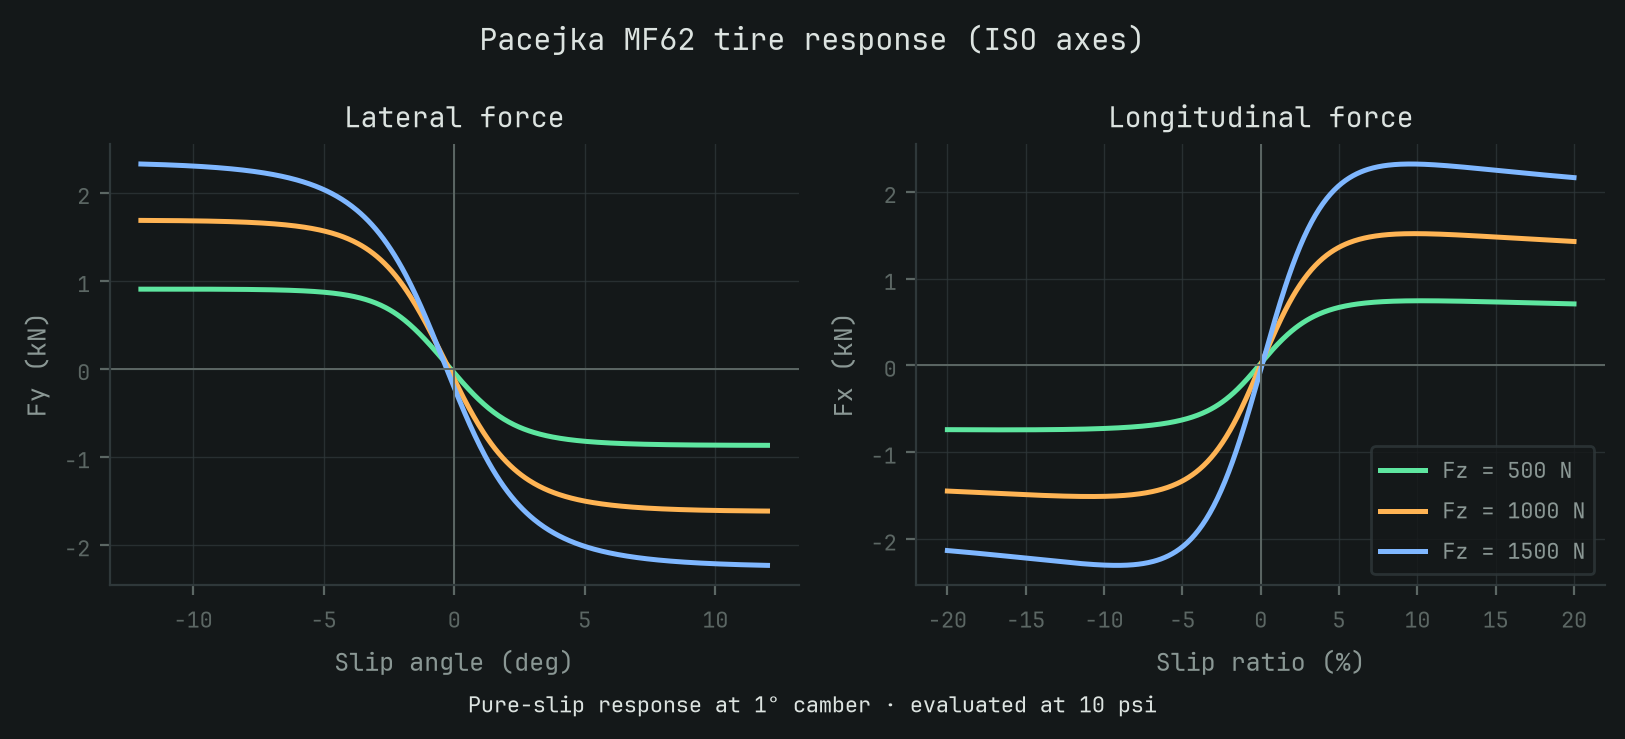 Pacejka MF62 tire response (ISO axes)
Lateral force
Fy (kN)
2
1
0
-1
-2
-10 -5 0 5 10
Slip angle (deg)
Longitudinal force
Fx (kN)
2
1
0
-1
-2
-20 -15 -10 -5 0 5 10 15 20
Slip ratio (%)
Fz = 500 N
Fz = 1000 N
Fz = 1500 N
Pure-slip response at 1° camber · evaluated at 10 psi